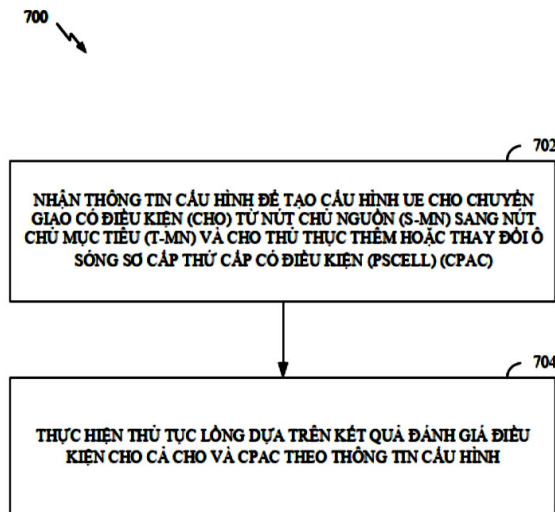 700
702
NHẬN THÔNG TIN CẤU HÌNH ĐỂ TẠO CẤU HÌNH UE CHO CHUYỂN
GIAO CÓ ĐIỀU KIỆN (CHO) TỪ NÚT CHỦ NGUỒN (S-MN) SANG NÚT
CHỦ MỤC TIÊU (T-MN) VÀ CHO THỦ THỤC THÊM HOẶC THAY ĐỔI Ô
SÓNG SƠ CẤP THỨ CẤP CÓ ĐIỀU KIỆN (PSCELL) (CPAC)
704
THỰC HIỆN THỦ TỤC LỒNG DỰA TRÊN KẾT QUẢ ĐÁNH GIÁ ĐIỀU
KIỆN CHO CẢ CHO VÀ CPAC THEO THÔNG TIN CẤU HÌNH